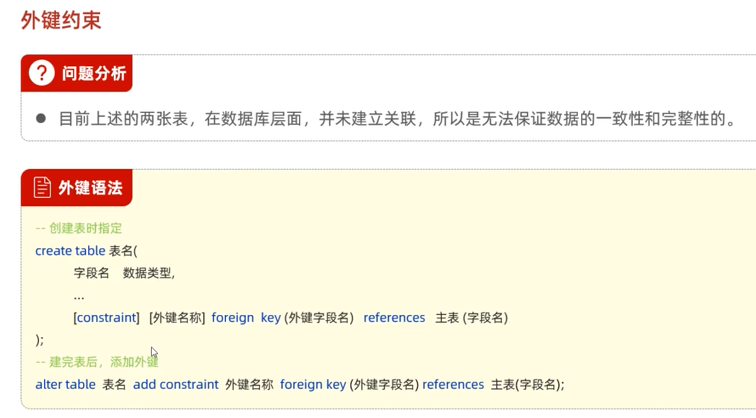 外键约束
问题分析
目前上述的两张表，在数据库层面，并未建立关联，所以是无法保证数据的一致性和完整性的。
外键语法
-- 创建表时指定
create table 表名(
字段名 数据类型,
...
[constraint] [外键名称] foreign key (外键字段名) references 主表 (字段名)
);
-- 建完表后，添加外键
alter table 表名 add constraint 外键名称 foreign key (外键字段名) references 主表(字段名);